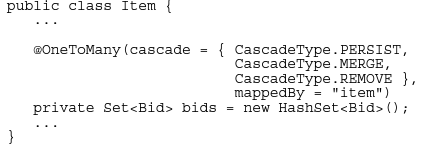 public class Item {
...
@OneToMany(cascade = { CascadeType.PERSIST,
CascadeType.MERGE,
CascadeType.REMOVE },
mappedBy = "item")
private Set<Bid> bids = new HashSet<Bid>();
...
}